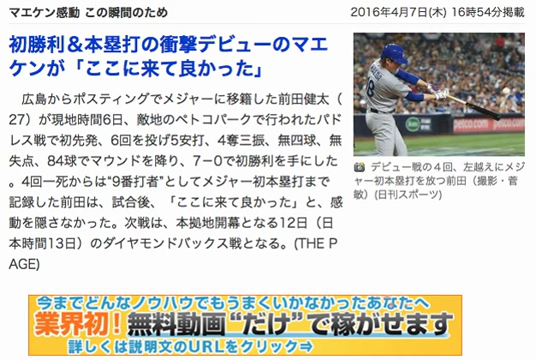 マエケン感動 この瞬間のため
2016年4月7日(木) 16時54分掲載
初勝利＆本塁打の衝撃デビューのマエ
ケンが「ここに来て良かった」
広島からポスティングでメジャーに移籍した前田健太（
27）が現地時間6日、敵地のペトコパークで行われたパド
レス戦で初先発、6回を投げ5安打、4奪三振、無四球、無
失点、84球でマウンドを降り、7－0で初勝利を手にした
。4回一死からは“9番打者”としてメジャー初本塁打まで
記録した前田は、試合後、「ここに来て良かった」と、感
動を隠さなかった。次戦は、本拠地開幕となる12日（日
本時間13日）のダイヤモンドバックス戦となる。(THE P
AGE)
petco
デビュー戦の４回、左越えにメジ
ャー初本塁打を放つ前田（撮影・菅
敏）(日刊スポーツ)
今までどんなノウハウでもうまくいかなかったあなたへ
業界初！無料動画“だけ”で稼がせます
詳しくは説明文のURLをクリック⇒